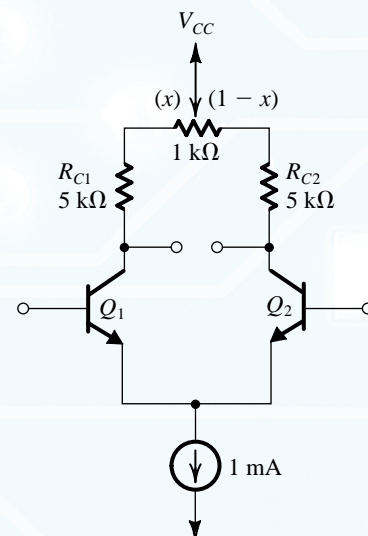 V_CC
(x) (1 − x)
1 kΩ
R_C1
5 kΩ
R_C2
5 kΩ
Q_1
Q_2
1 mA